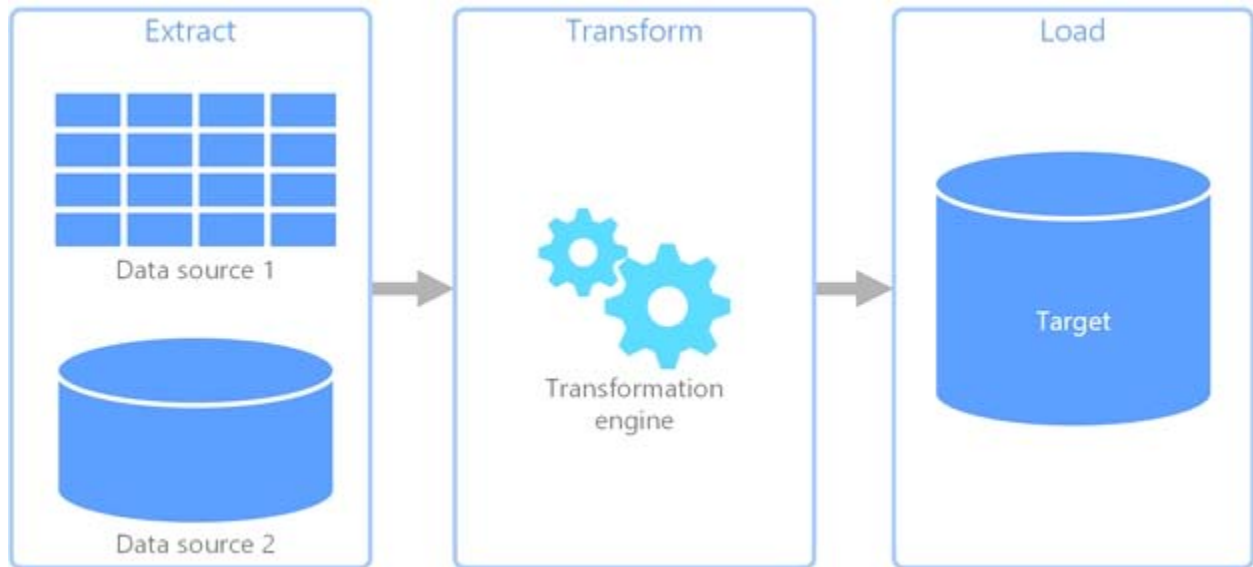 Extract
Data source 1
Data source 2
Transform
Transformation
engine
Load
Target